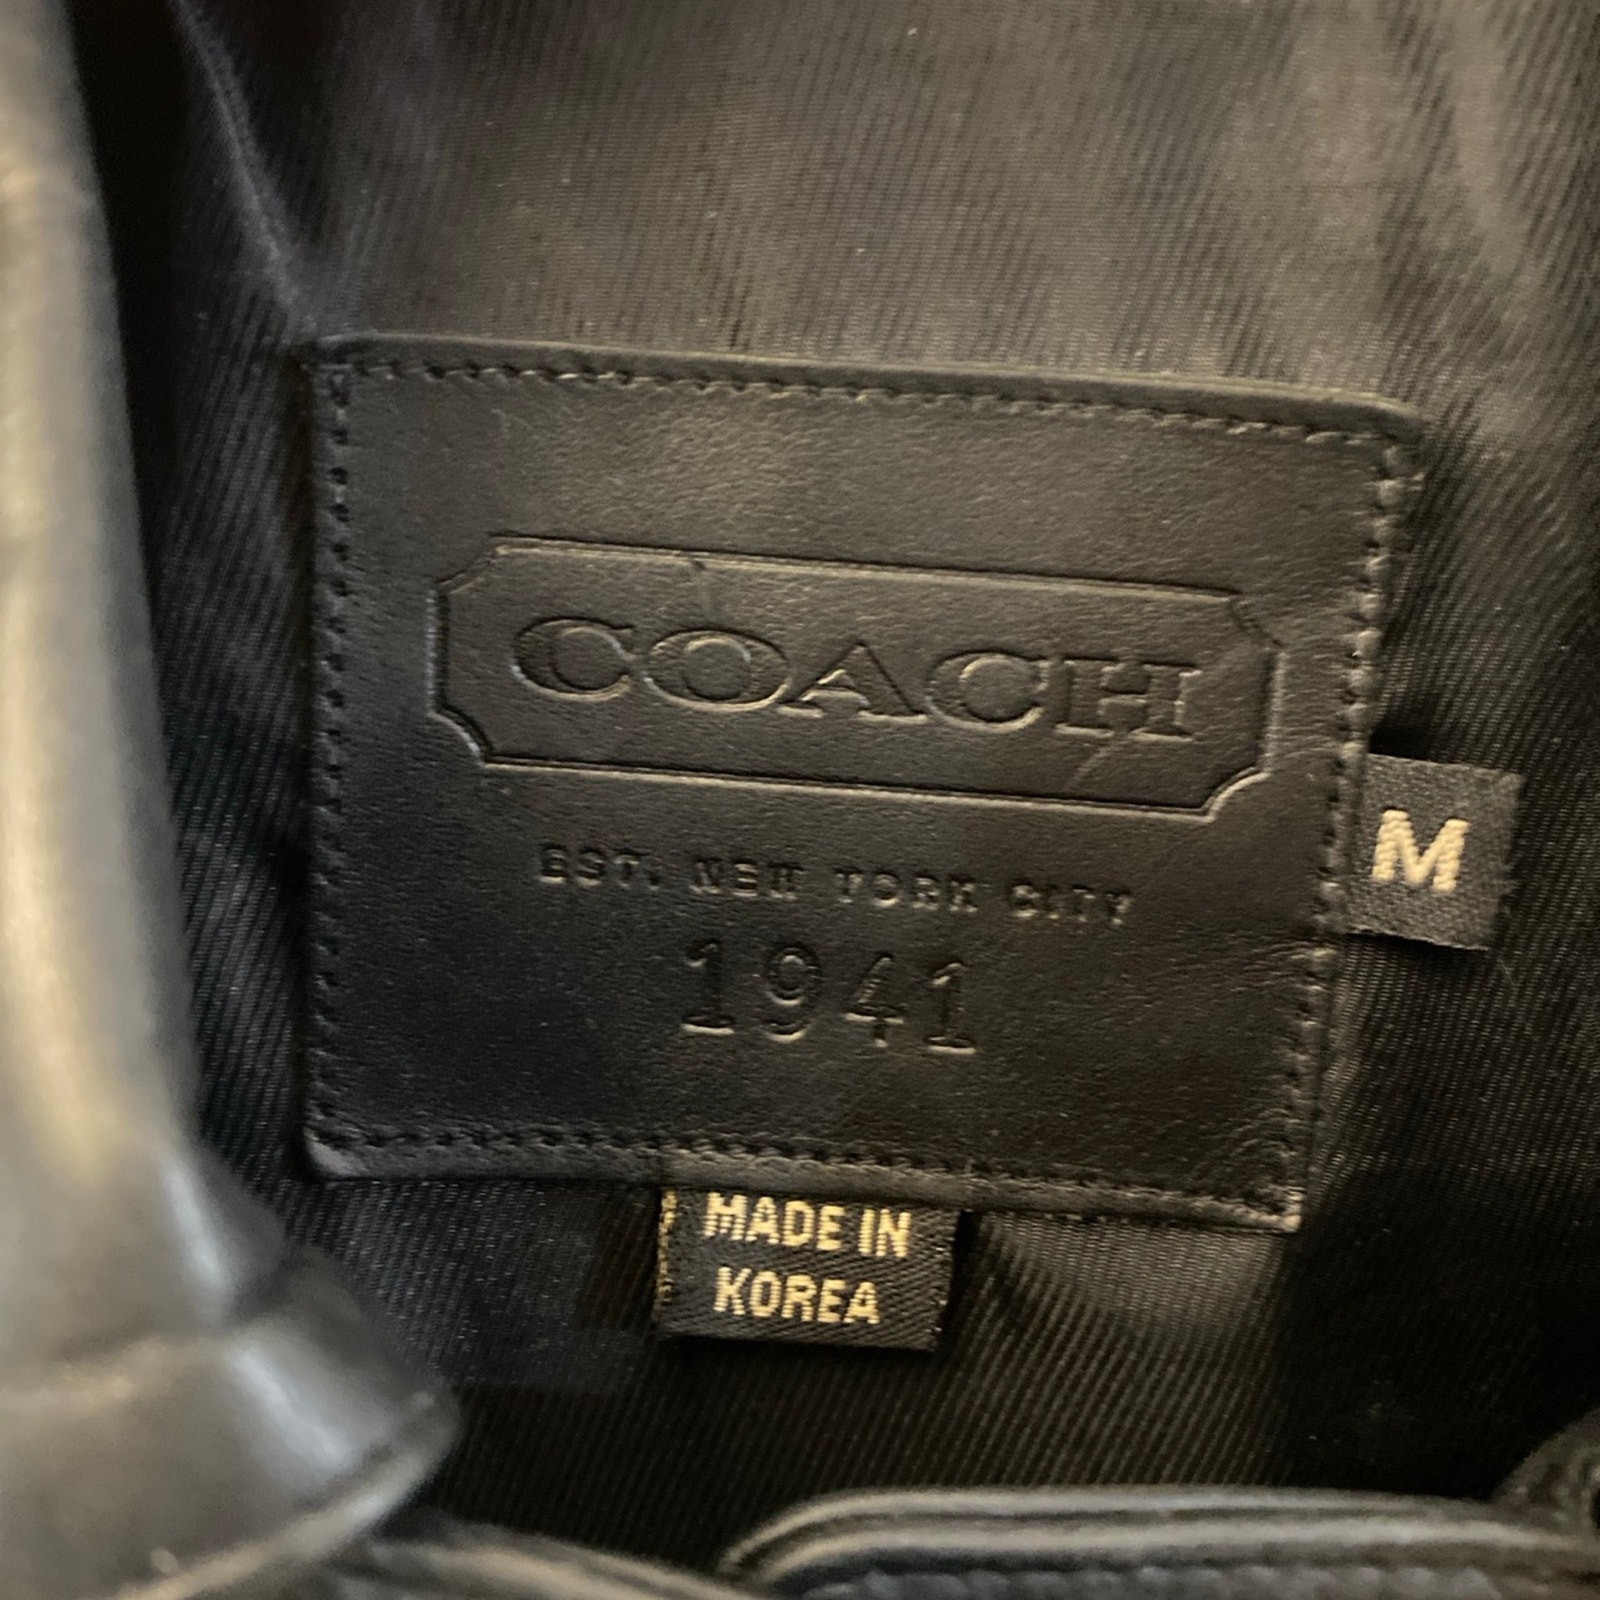 COACH
EST. NEW YORK CITY
1941
M
MADE IN
KOREA